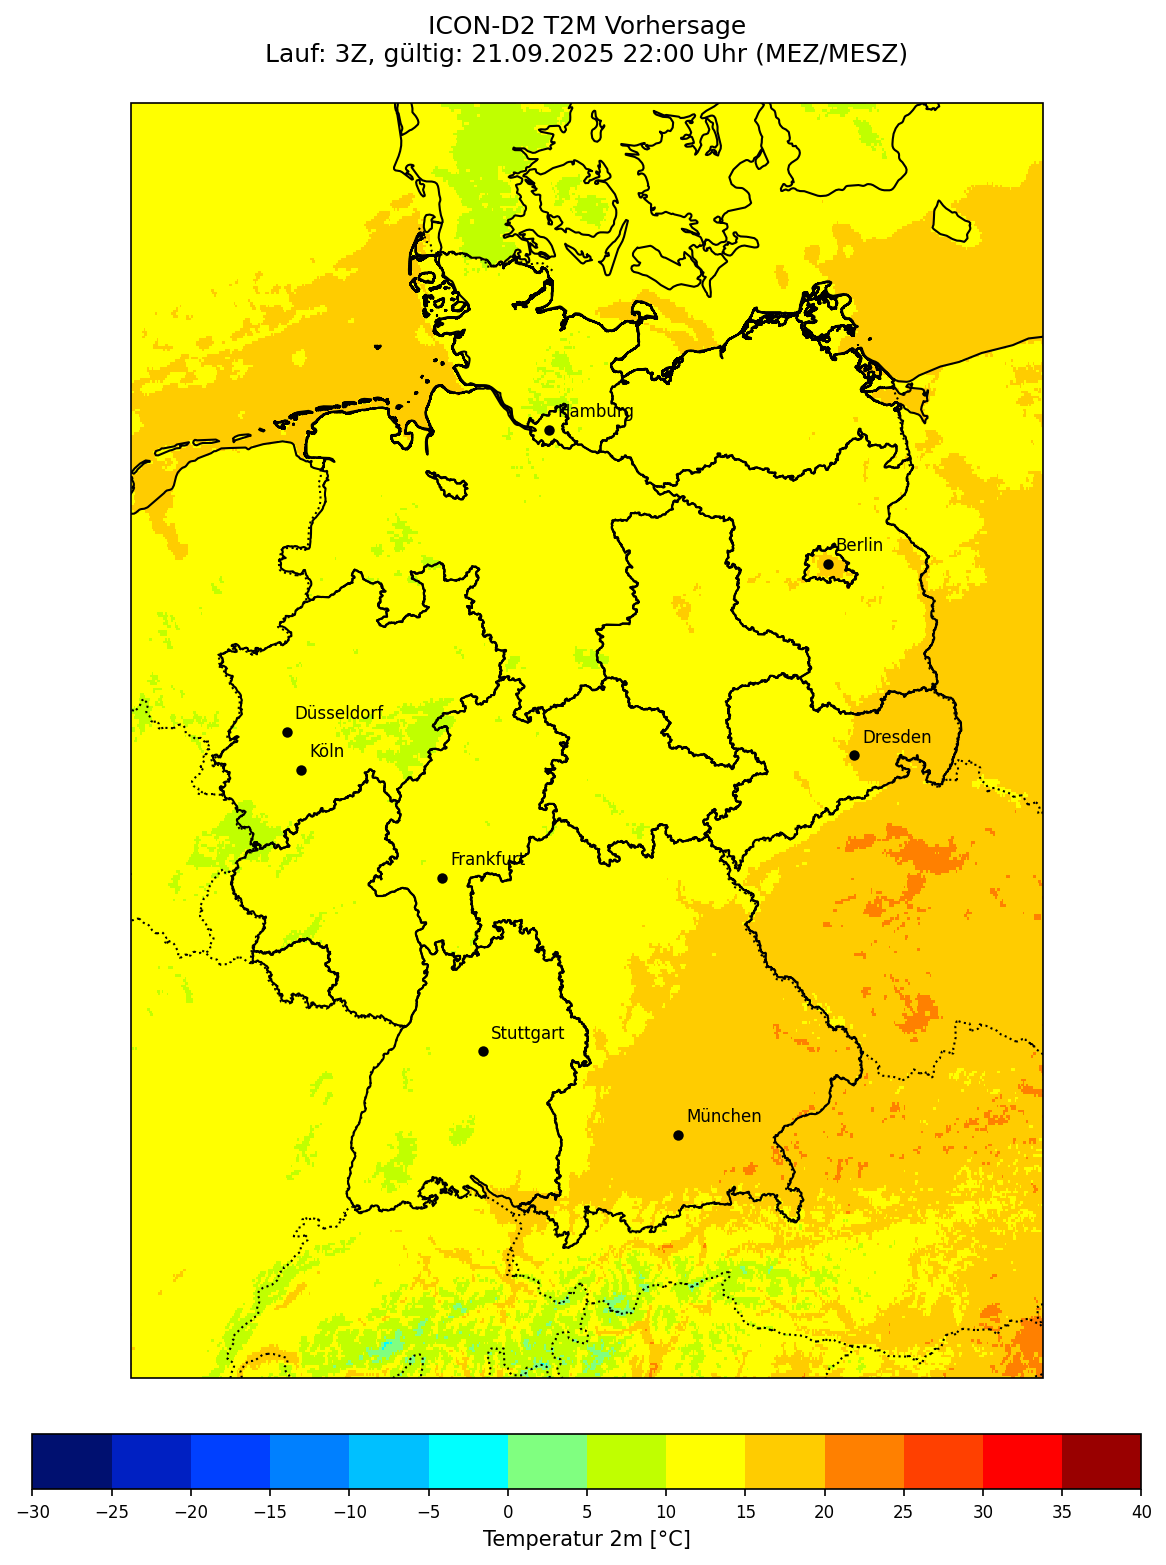 ICON-D2 T2M Vorhersage
Lauf: 3Z, gültig: 21.09.2025 22:00 Uhr (MEZ/MESZ)
Hamburg
Berlin
Düsseldorf
Dresden
Köln
Frankfurt
Stuttgart
München
−30 −25 −20 −15 −10 −5 0 5 10 15 20 25 30 35 40
Temperatur 2m [°C]